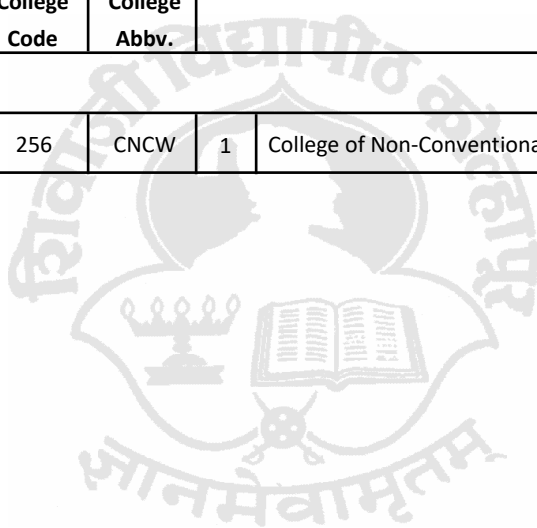 College College
Code Abbv.
256 CNCW 1 College of Non-Conventiona
शिवाजी विद्यापीठ कोल्हापूर
ज्ञानमेवामृतम्